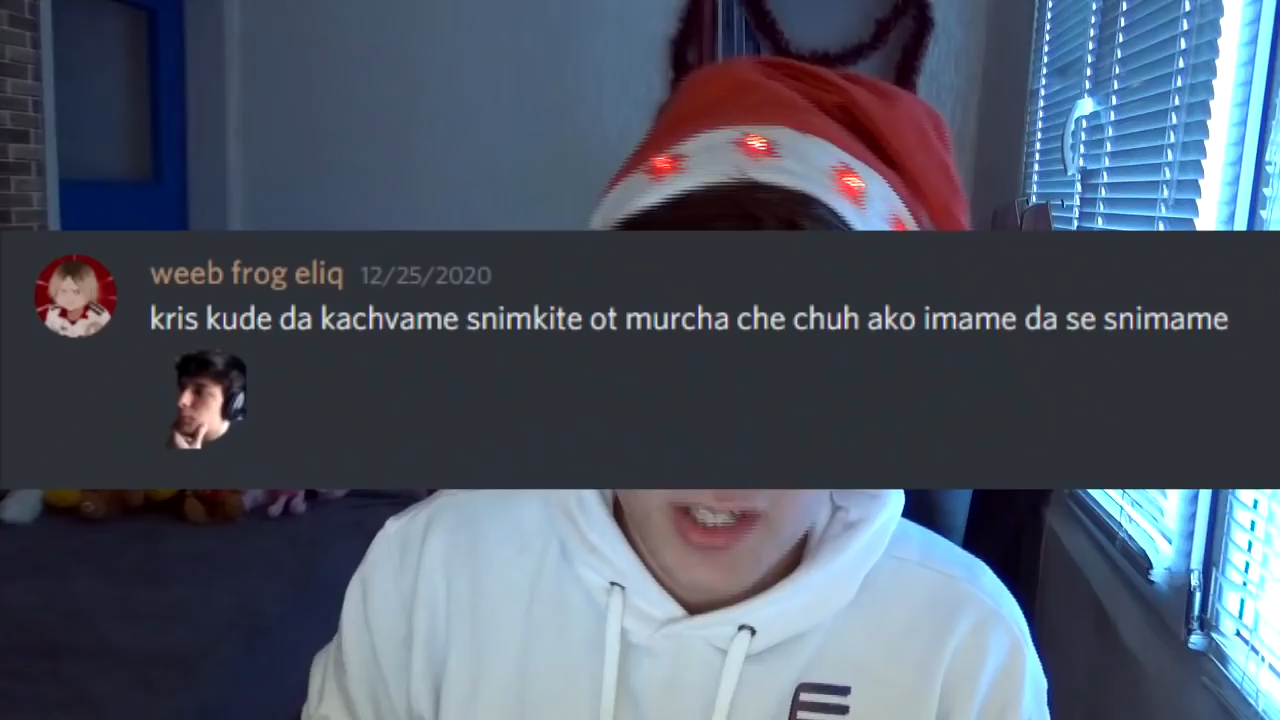 weeb frog eliq 12/25/2020
kris kude da kachvame snimkite ot murcha che chuh ako imame da se snimame